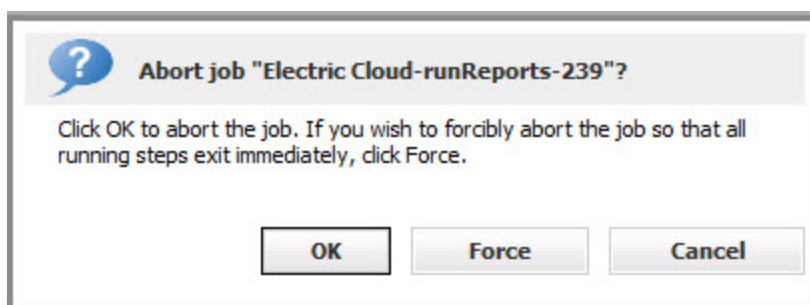 Abort job "Electric Cloud-runReports-239"?
Click OK to abort the job. If you wish to forcibly abort the job so that all
running steps exit immediately, click Force.
OK Force Cancel